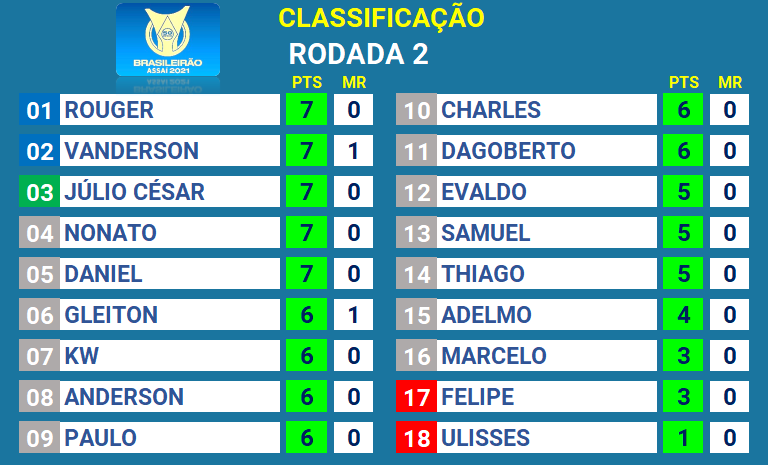 CLASSIFICAÇÃO
RODADA 2
50
BRASILEIRÃO
ASSAÍ 2021
PTS MR PTS MR
01 ROUGER 7 0
02 VANDERSON 7 1
03 JÚLIO CÉSAR 7 0
04 NONATO 7 0
05 DANIEL 7 0
06 GLEITON 6 1
07 KW 6 0
08 ANDERSON 6 0
09 PAULO 6 0
10 CHARLES 6 0
11 DAGOBERTO 6 0
12 EVALDO 5 0
13 SAMUEL 5 0
14 THIAGO 5 0
15 ADELMO 4 0
16 MARCELO 3 0
17 FELIPE 3 0
18 ULISSES 1 0